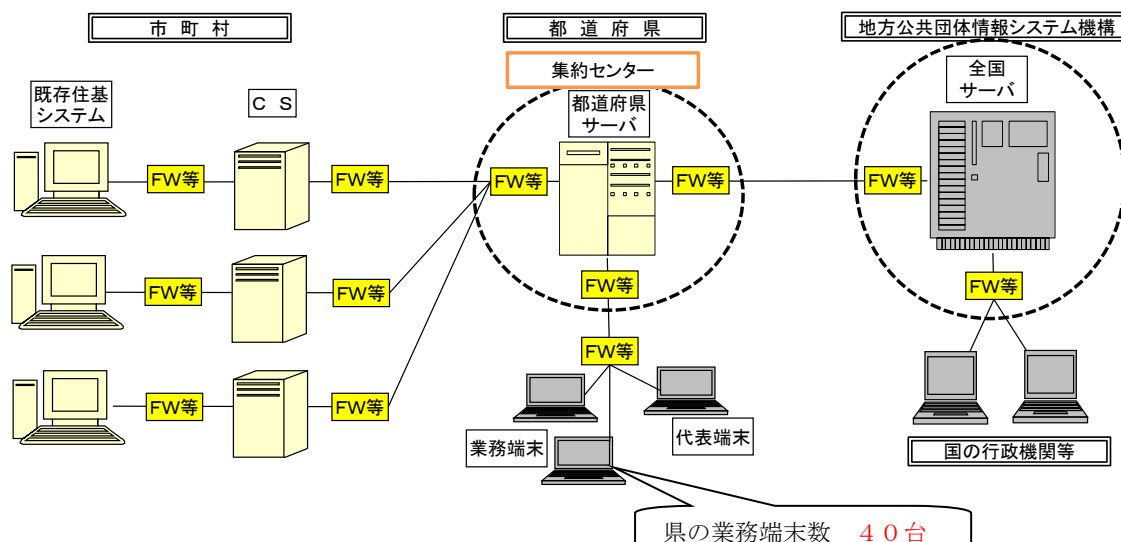 市 町 村
都 道 府 県
地方公共団体情報システム機構
集約センター
既存住基
システム
Ｃ Ｓ
都道府県
サーバ
全国
サーバ
FW等
FW等
FW等
FW等
FW等
FW等
FW等
FW等
FW等
FW等
FW等
FW等
FW等
業務端末
代表端末
国の行政機関等
県の業務端末数 ４０台